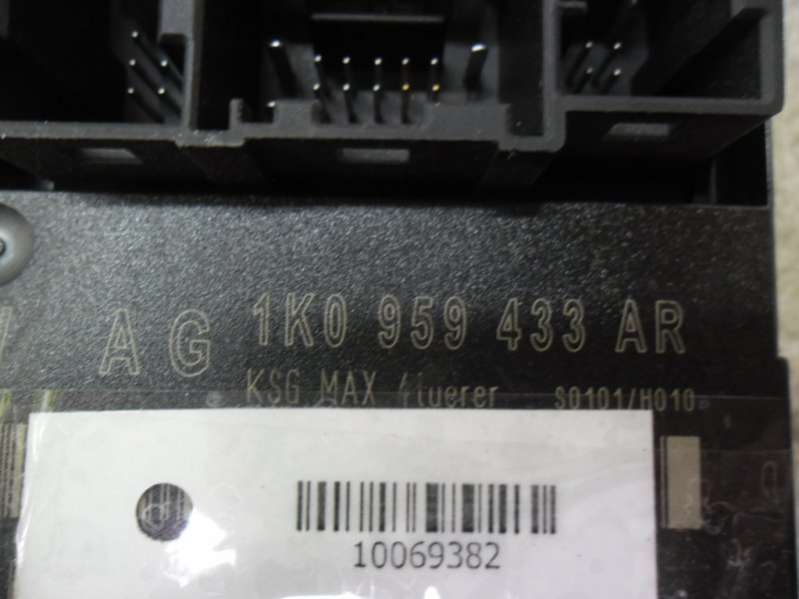 AG 1K0 959 433 AR
KSG MAX 4tuerer S0101/H010
10069382